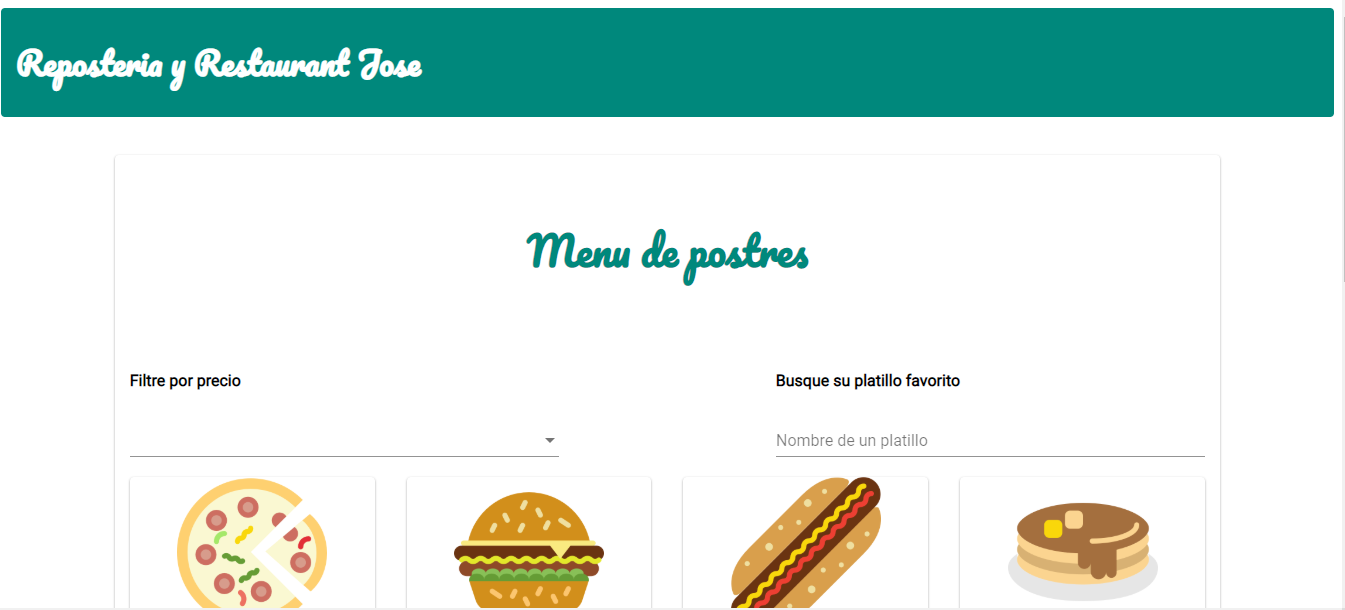 Reposteria y Restaurant Jose
Menu de postres
Filtre por precio
Busque su platillo favorito
Nombre de un platillo